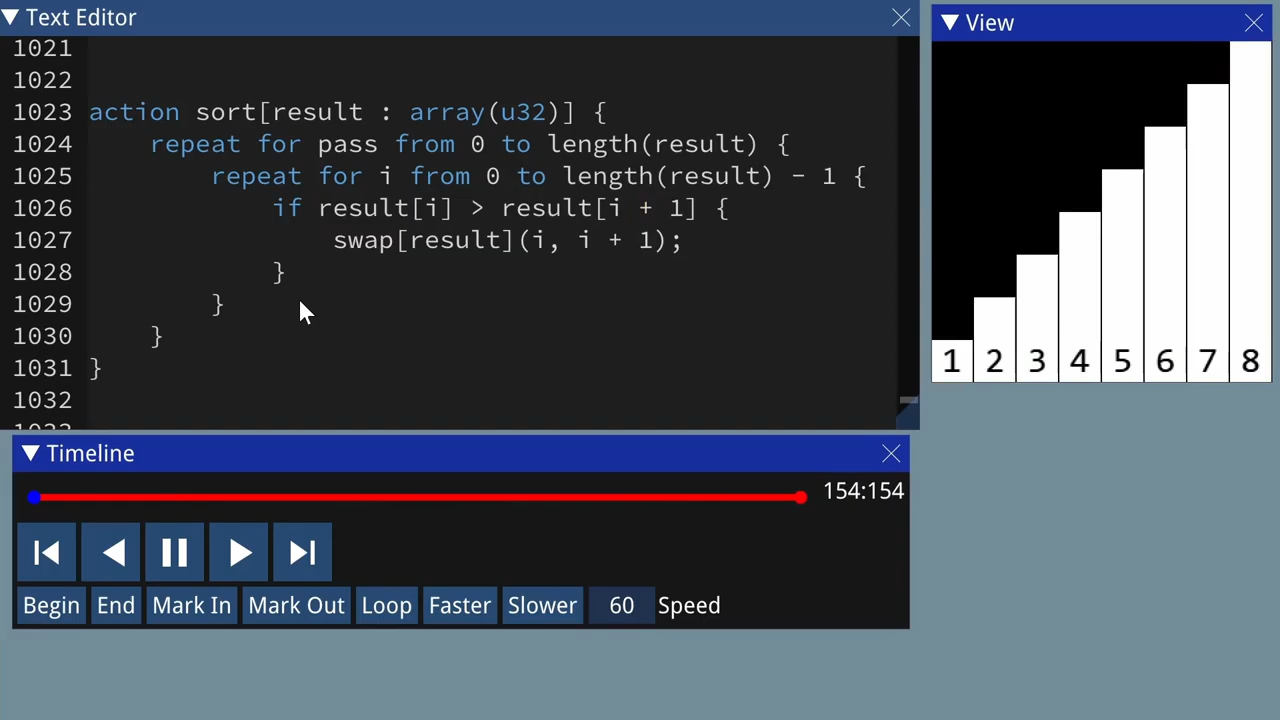 Text Editor
1021
1022
1023 action sort[result : array(u32)] {
1024 repeat for pass from 0 to length(result) {
1025 repeat for i from 0 to length(result) - 1 {
1026 if result[i] > result[i + 1] {
1027 swap[result](i, i + 1);
1028 }
1029 }
1030 }
1031 }
1032
View
1 2 3 4 5 6 7 8
Timeline
154:154
Begin End Mark In Mark Out Loop Faster Slower 60 Speed